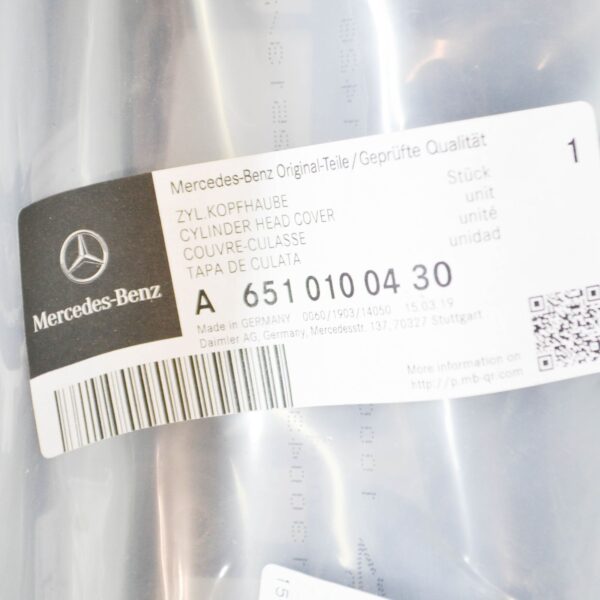 Mercedes-Benz Original-Teile/Geprüfte Qualität 1
ZYL.KOPFHAUBE Stück
CYLINDER HEAD COVER unit
COUVRE-CULASSE unité
TAPA DE CULATA unidad
A 651 010 04 30
Made in GERMANY 0060/1903/14050 15.03.19
Daimler AG, Germany, Mercedesstr. 137, 70327 Stuttgart
Mercedes-Benz
More information on
http://p.mb-qr.com